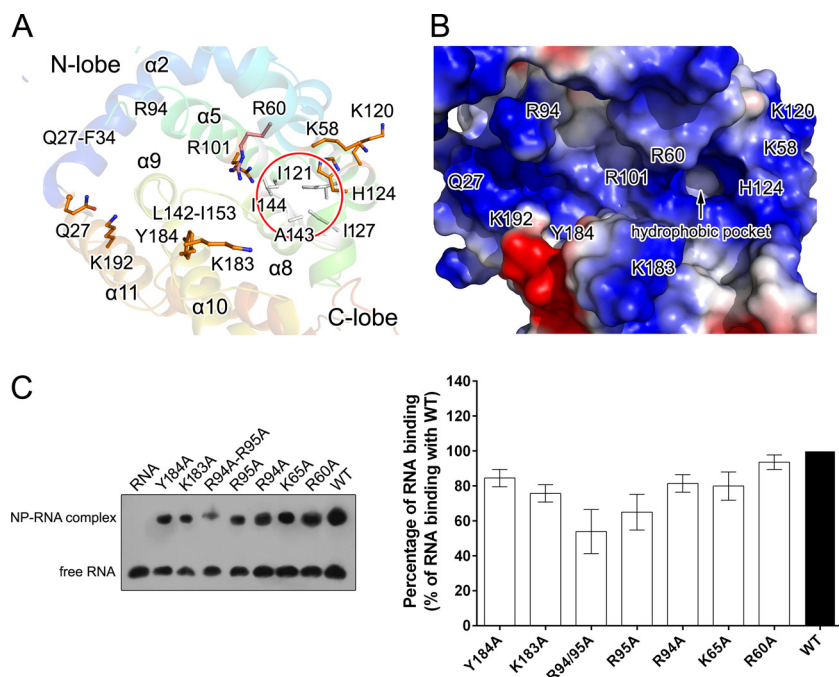 A
N-lobe
α2
R94
α5
R60
K120
K58
Q27-F34
R101
α9
I121
H124
I144
L142-I153
Q27
Y184
A143
I127
K192
K183
α8
α11
α10
C-lobe
B
R94
K120
R60
K58
R101
Q27
H124
K192
Y184
hydrophobic pocket
K183
C
RNA
Y184A
K183A
R94A-R95A
R95A
R94A
K65A
R60A
WT
NP-RNA complex
free RNA
Percentage of RNA binding
(% of RNA binding with WT)
140
120
100
80
60
40
20
0
Y184A
K183A
R94/95A
R95A
R94A
K65A
R60A
WT